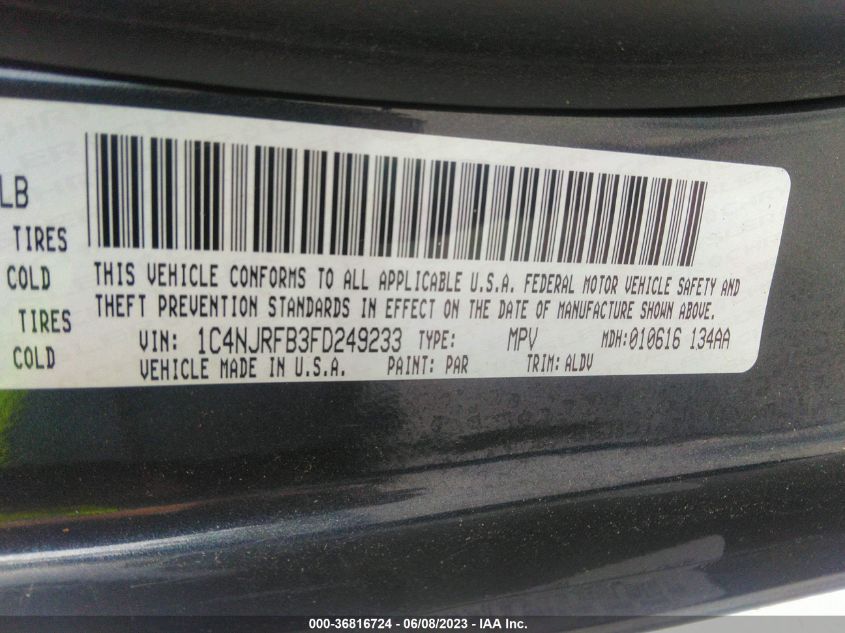 LB
TIRES
COLD
TIRES
COLD
THIS VEHICLE CONFORMS TO ALL APPLICABLE U.S.A. FEDERAL MOTOR VEHICLE SAFETY AND
THEFT PREVENTION STANDARDS IN EFFECT ON THE DATE OF MANUFACTURE SHOWN ABOVE.
VIN: 1C4NJRFB3FD249233 TYPE: MPV MDH:010616 134AA
VEHICLE MADE IN U.S.A. PAINT: PAR TRIM: ALDV
000-36816724 - 06/08/2023 - IAA Inc.